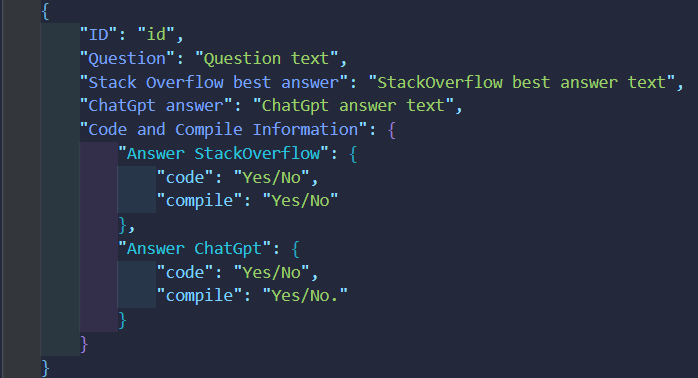 {
"ID": "id",
"Question": "Question text",
"Stack Overflow best answer": "StackOverflow best answer text",
"ChatGpt answer": "ChatGpt answer text",
"Code and Compile Information": {
"Answer StackOverflow": {
"code": "Yes/No",
"compile": "Yes/No"
},
"Answer ChatGpt": {
"code": "Yes/No",
"compile": "Yes/No."
}
}
}